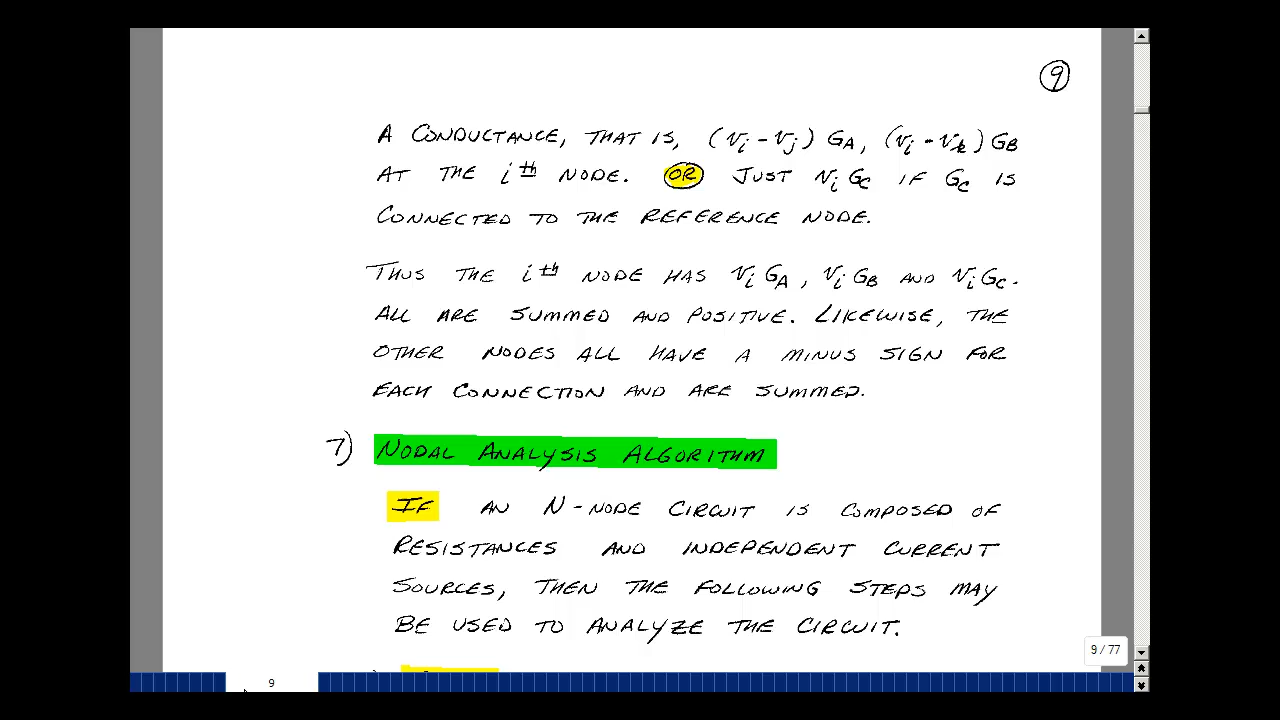 9
A CONDUCTANCE, THAT IS, (Vi - Vj) GA, (Vi - Vk) GB
AT THE ith NODE. OR JUST Vi GC IF GC IS
CONNECTED TO THE REFERENCE NODE.
THUS THE ith NODE HAS Vi GA, Vi GB AND Vi GC.
ALL ARE SUMMED AND POSITIVE. LIKEWISE, THE
OTHER NODES ALL HAVE A MINUS SIGN FOR
EACH CONNECTION AND ARE SUMMED.
7) NODAL ANALYSIS ALGORITHM
IF AN N-NODE CIRCUIT IS COMPOSED OF
RESISTANCES AND INDEPENDENT CURRENT
SOURCES, THEN THE FOLLOWING STEPS MAY
BE USED TO ANALYZE THE CIRCUIT.
9 / 77
9